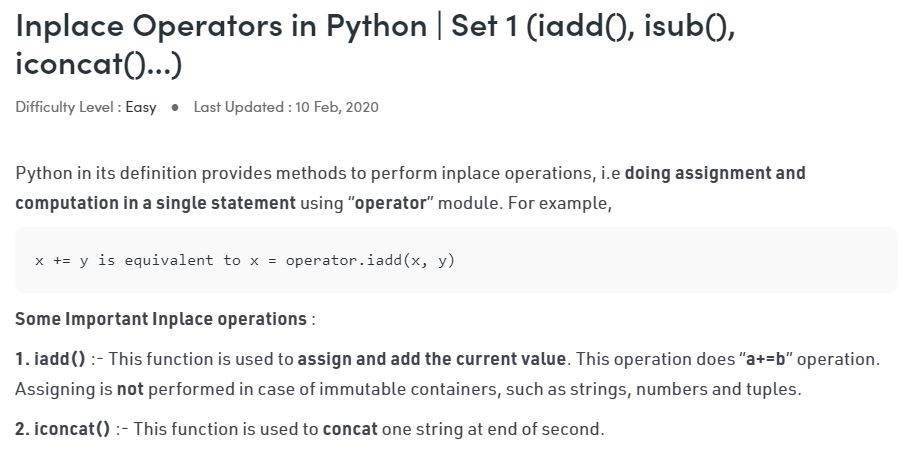 Inplace Operators in Python | Set 1 (iadd(), isub(),
iconcat()...)
Difficulty Level : Easy ● Last Updated : 10 Feb, 2020
Python in its definition provides methods to perform inplace operations, i.e doing assignment and
computation in a single statement using “operator” module. For example,
x += y is equivalent to x = operator.iadd(x, y)
Some Important Inplace operations :
1. iadd() :- This function is used to assign and add the current value. This operation does “a+=b” operation.
Assigning is not performed in case of immutable containers, such as strings, numbers and tuples.
2. iconcat() :- This function is used to concat one string at end of second.